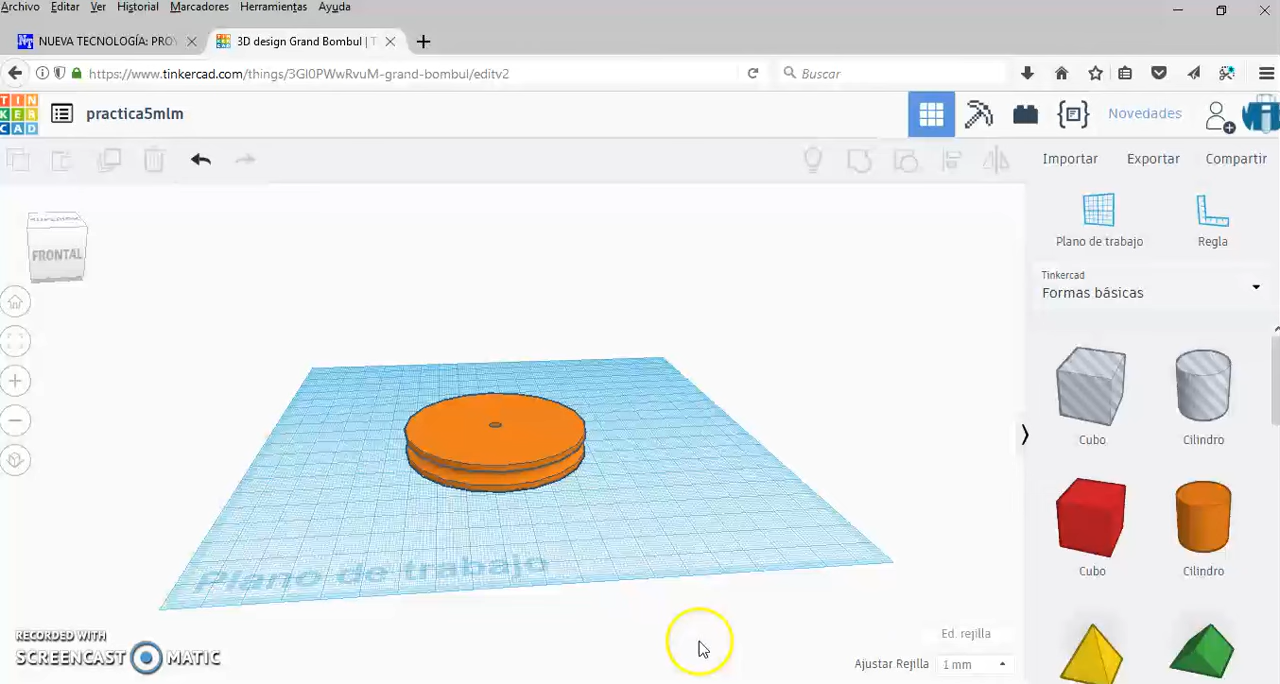 Archivo Editar Ver Historial Marcadores Herramientas Ayuda
NT NUEVA TECNOLOGÍA: PRO
3D design Grand Bombul | T
https://www.tinkercad.com/things/3Gl0PWwRvuM-grand-bombul/editv2
Buscar
TIN
KER
CAD
practica5mlm
Novedades
Importar Exportar Compartir
FRONTAL
Plano de trabajo
Regla
Tinkercad
Formas básicas
Cubo
Cilindro
Cubo
Cilindro
Plano de trabajo
Ed. rejilla
Ajustar Rejilla 1 mm
RECORDED WITH
SCREENCAST MATIC